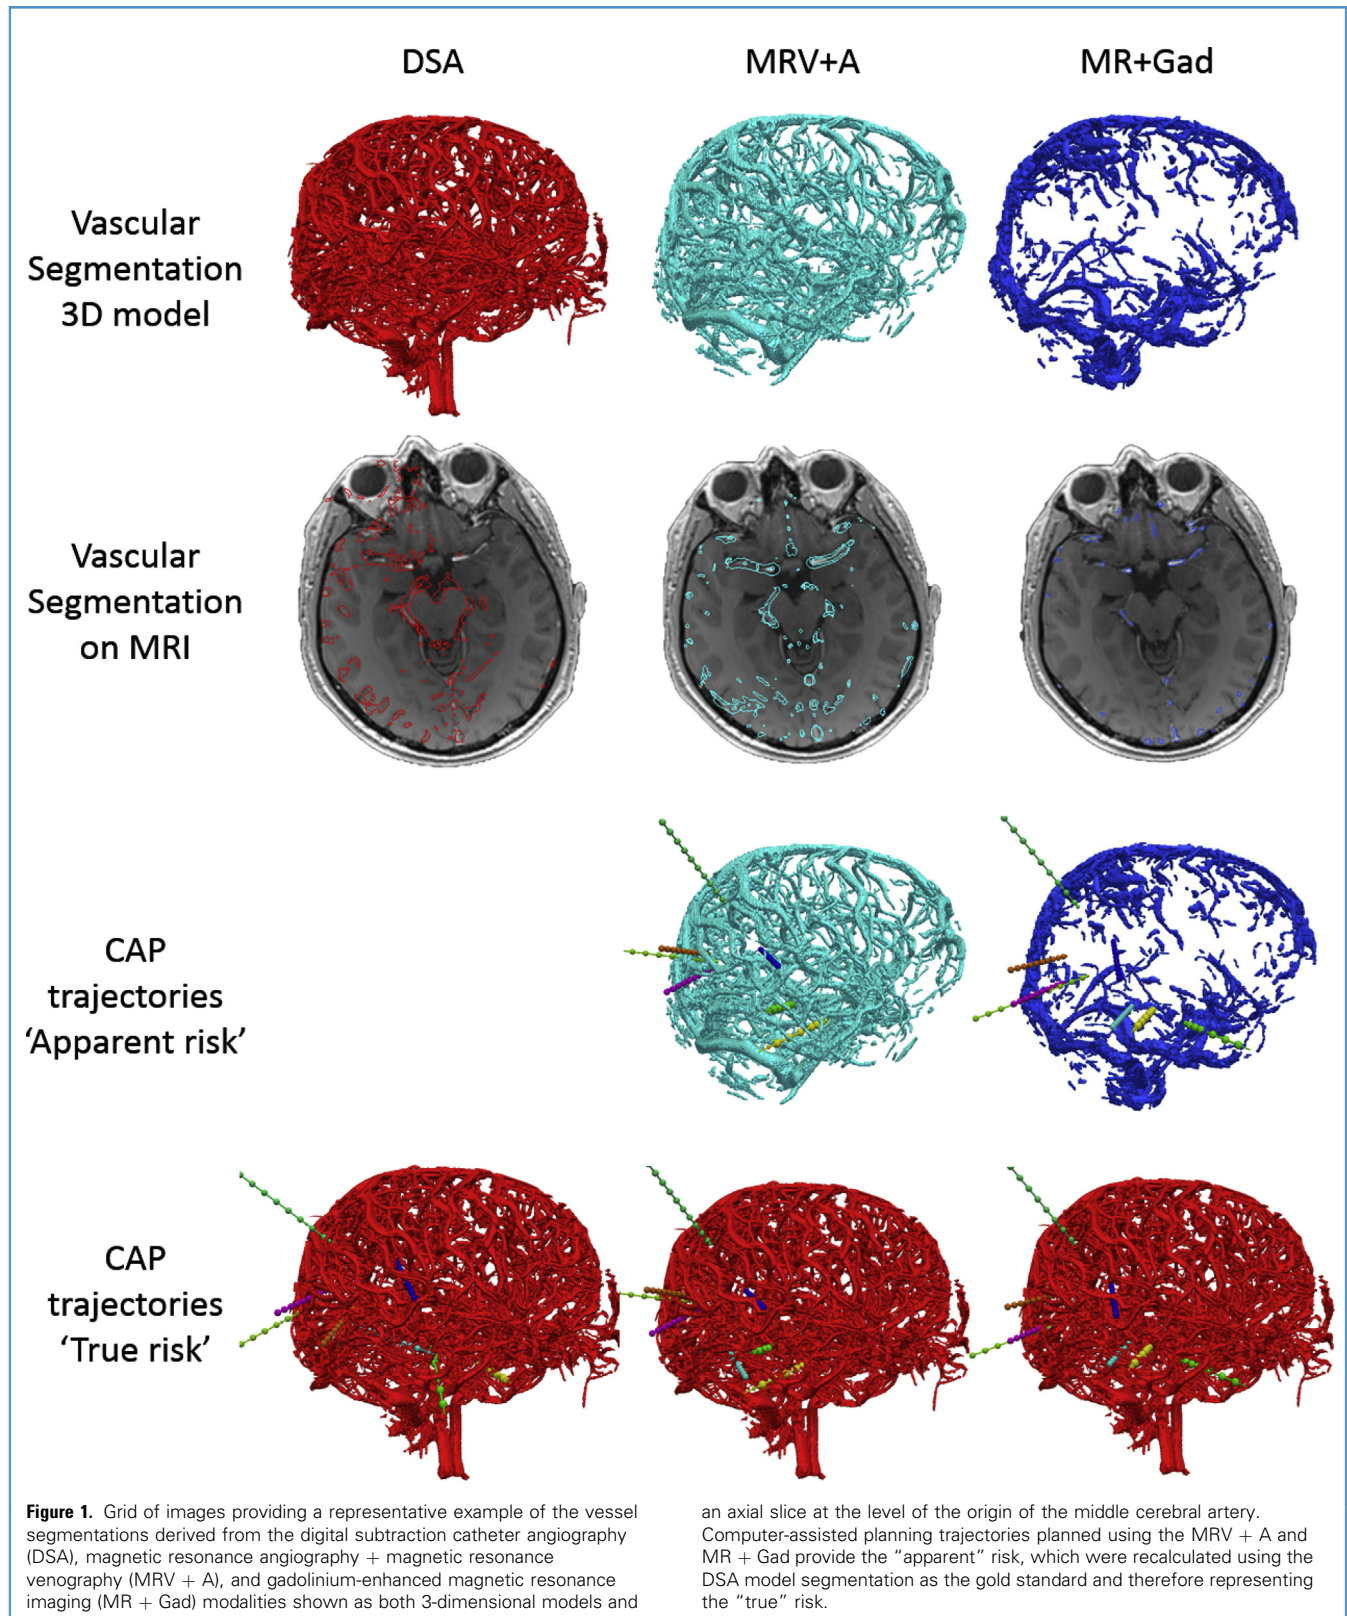 DSA
MRV+A
MR+Gad
Vascular
Segmentation
3D model
Vascular
Segmentation
on MRI
CAP
trajectories
‘Apparent risk’
CAP
trajectories
‘True risk’
Figure 1. Grid of images providing a representative example of the vessel
segmentations derived from the digital subtraction catheter angiography
(DSA), magnetic resonance angiography + magnetic resonance
venography (MRV + A), and gadolinium-enhanced magnetic resonance
imaging (MR + Gad) modalities shown as both 3-dimensional models and
an axial slice at the level of the origin of the middle cerebral artery.
Computer-assisted planning trajectories planned using the MRV + A and
MR + Gad provide the “apparent” risk, which were recalculated using the
DSA model segmentation as the gold standard and therefore representing
the “true” risk.